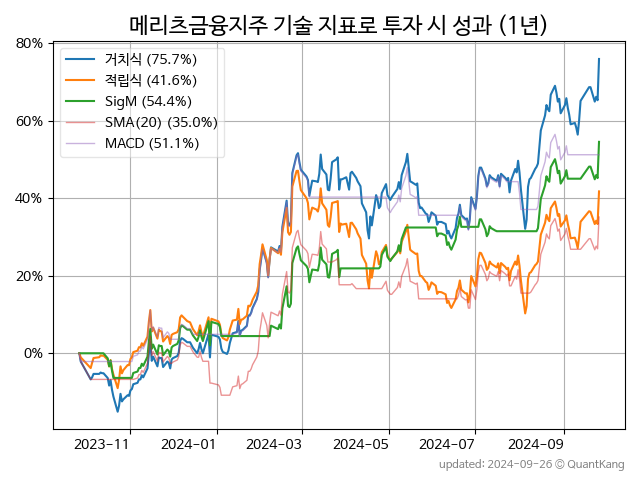 메리츠금융지주 기술 지표로 투자 시 성과 (1년)
80%
60%
40%
20%
0%
거치식 (75.7%)
적립식 (41.6%)
SigM (54.4%)
SMA(20) (35.0%)
MACD (51.1%)
2023-11 2024-01 2024-03 2024-05 2024-07 2024-09
updated: 2024-09-26 © QuantKang